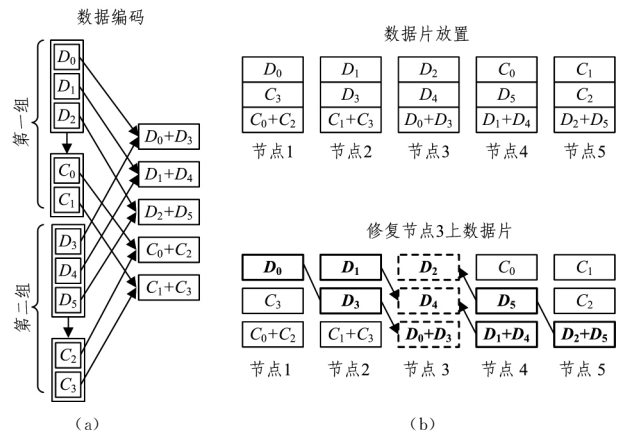 数据编码
第一组
D0
D1
D2
C0
C1
第二组
D3
D4
D5
C2
C3
D0+D3
D1+D4
D2+D5
C0+C2
C1+C3
(a)
数据片放置
D0 D1 D2 C0 C1
C3 D3 D4 D5 C2
C0+C2 C1+C3 D0+D3 D1+D4 D2+D5
节点1 节点2 节点3 节点4 节点5
修复节点3上数据片
D0 D1 D2 C0 C1
C3 D3 D4 D5 C2
C0+C2 C1+C3 D0+D3 D1+D4 D2+D5
节点1 节点2 节点 3 节点 4 节点 5
(b)